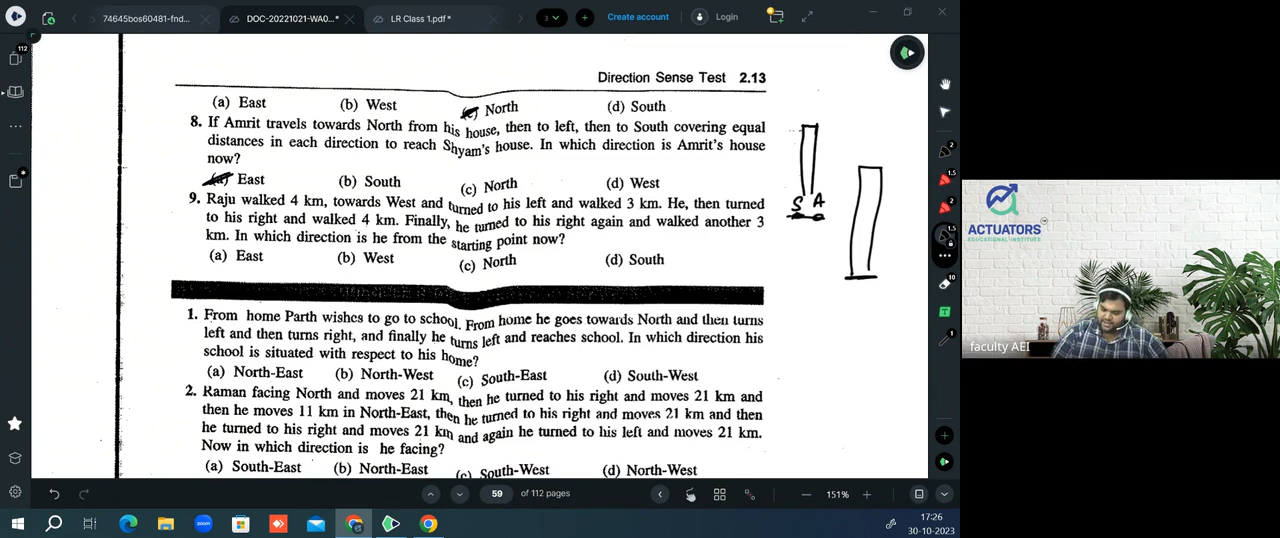 74645bos60481-fnd...
DOC-20221021-WA0...*
LR Class 1.pdf*
3
Create account
Login
112
Direction Sense Test 2.13
(a) East (b) West North (d) South
8. If Amrit travels towards North from his house, then to left, then to South covering equal
distances in each direction to reach Shyam's house. In which direction is Amrit's house
now?
East (b) South (c) North (d) West
9. Raju walked 4 km, towards West and turned to his left and walked 3 km. He, then turned
to his right and walked 4 km. Finally, he turned to his right again and walked another 3
km. In which direction is he from the starting point now?
(a) East (b) West (c) North (d) South
S A
1. From home Parth wishes to go to school. From home he goes towards North and then turns
left and then turns right, and finally he turns left and reaches school. In which direction his
school is situated with respect to his home?
(a) North-East (b) North-West (c) South-East (d) South-West
2. Raman facing North and moves 21 km, then he turned to his right and moves 21 km and
then he moves 11 km in North-East, then he turned to his right and moves 21 km and then
he turned to his right and moves 21 km and again he turned to his left and moves 21 km.
Now in which direction is he facing?
(a) South-East (b) North-East (c) South-West (d) North-West
2
1.5
2
1.5
10
1
ACTUATORS
EDUCATIONAL INSTITUTE
faculty AEI
59 of 112 pages
151%
zoom
17:26
30-10-2023